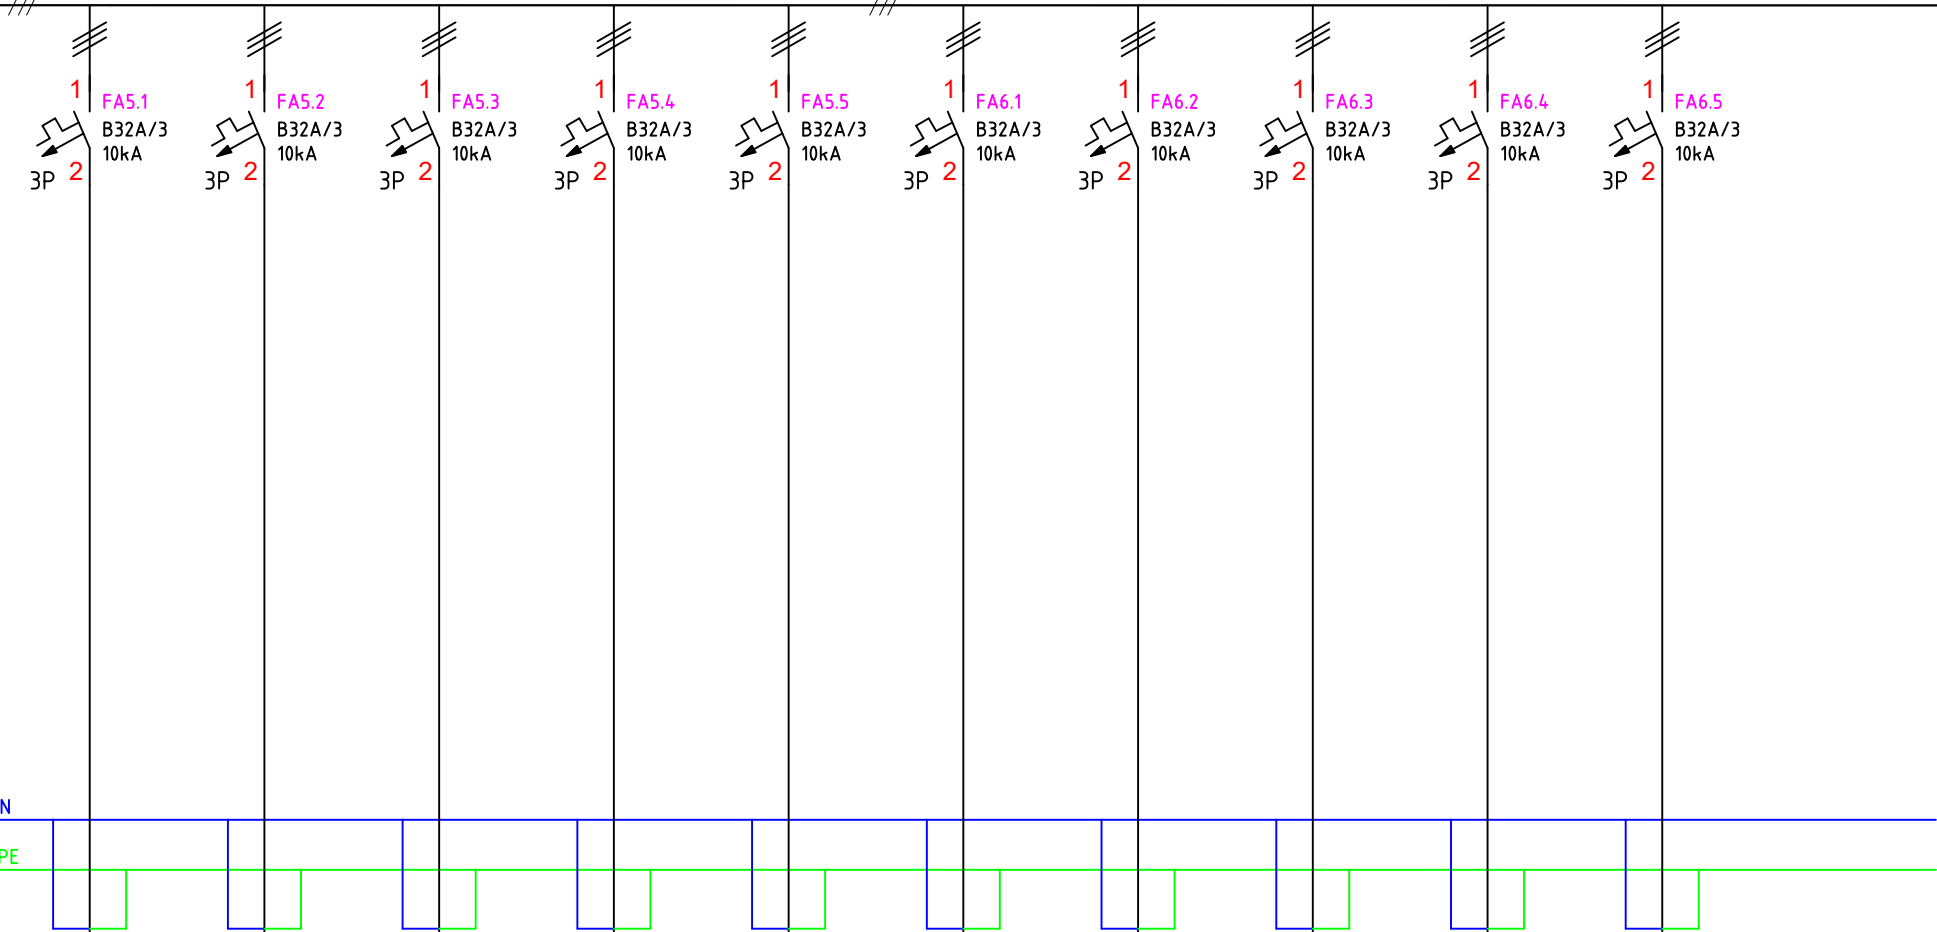 1 FA5.1
B32A/3
10kA
3P 2
1 FA5.2
B32A/3
10kA
3P 2
1 FA5.3
B32A/3
10kA
3P 2
1 FA5.4
B32A/3
10kA
3P 2
1 FA5.5
B32A/3
10kA
3P 2
1 FA6.1
B32A/3
10kA
3P 2
1 FA6.2
B32A/3
10kA
3P 2
1 FA6.3
B32A/3
10kA
3P 2
1 FA6.4
B32A/3
10kA
3P 2
1 FA6.5
B32A/3
10kA
3P 2
N
PE